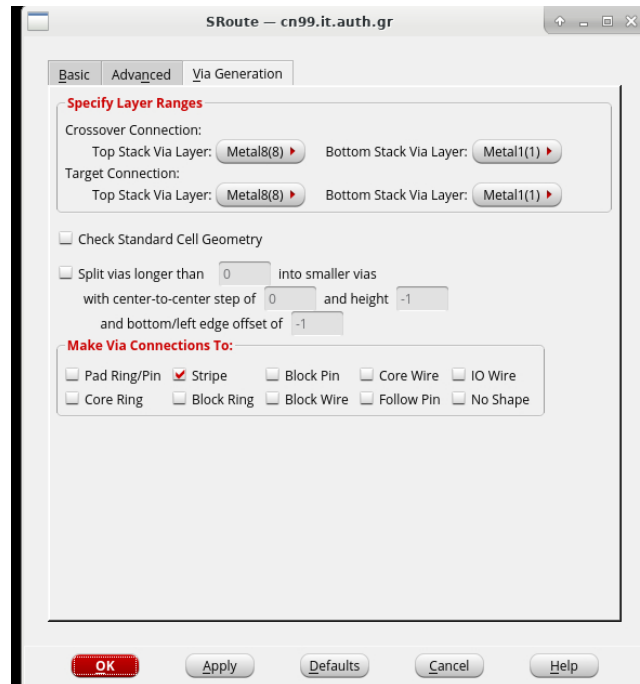 SRoute — cn99.it.auth.gr
Basic Advanced Via Generation
Specify Layer Ranges
Crossover Connection:
Top Stack Via Layer: Metal8(8) Bottom Stack Via Layer: Metal1(1)
Target Connection:
Top Stack Via Layer: Metal8(8) Bottom Stack Via Layer: Metal1(1)
Check Standard Cell Geometry
Split vias longer than 0 into smaller vias
with center-to-center step of 0 and height -1
and bottom/left edge offset of -1
Make Via Connections To:
Pad Ring/Pin Stripe Block Pin Core Wire IO Wire
Core Ring Block Ring Block Wire Follow Pin No Shape
OK Apply Defaults Cancel Help